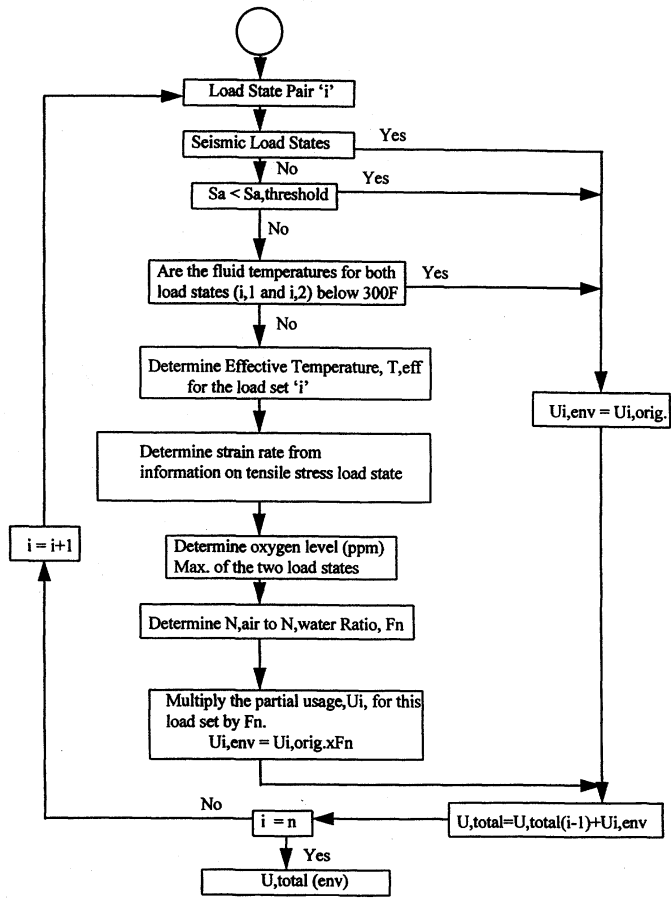 Load State Pair 'i'
Seismic Load States
Yes
No
Sa < Sa,threshold
Yes
No
Are the fluid temperatures for both
load states (i,1 and i,2) below 300F
Yes
No
Determine Effective Temperature, T,eff
for the load set 'i'
Ui,env = Ui,orig.
Determine strain rate from
information on tensile stress load state
i = i+1
Determine oxygen level (ppm)
Max. of the two load states
Determine N,air to N,water Ratio, Fn
Multiply the partial usage,Ui, for this
load set by Fn.
Ui,env = Ui,orig.xFn
No
i = n
U,total=U,total(i-1)+Ui,env
Yes
U,total (env)